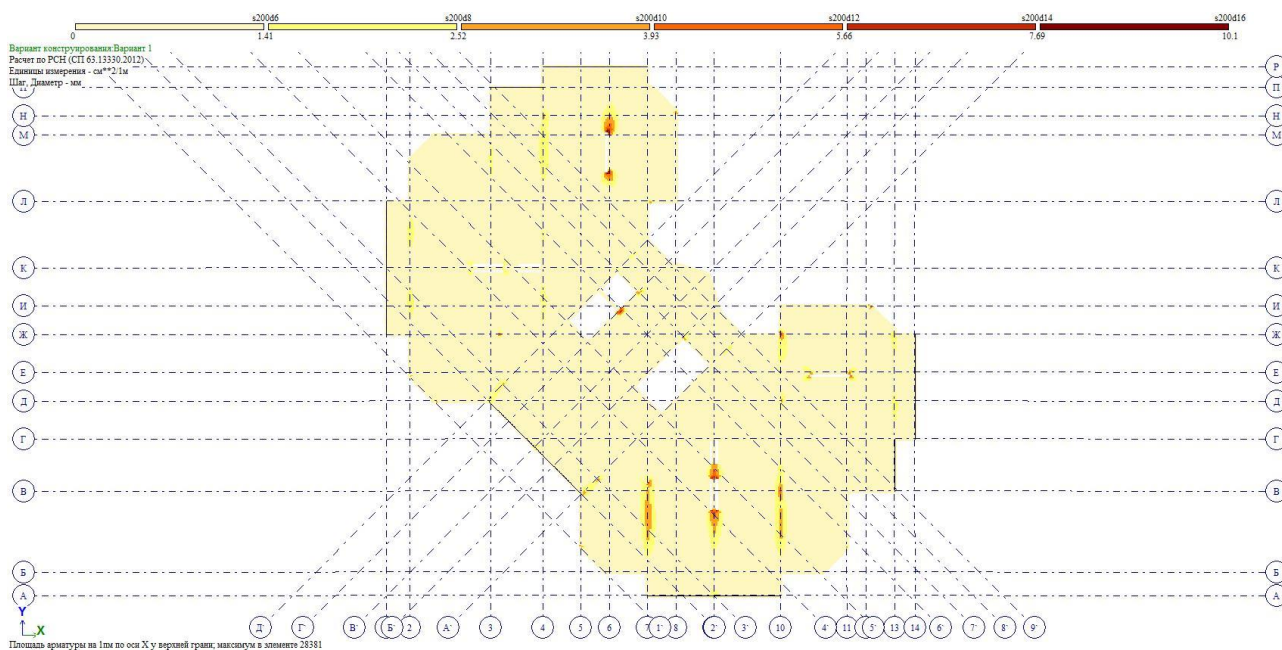 s200d6 s200d8 s200d10 s200d12 s200d14 s200d16
0 1.41 2.52 3.93 5.66 7.69 10.1
Вариант конструирования:Вариант 1
Расчет по РСН (СП 63.13330.2012)
Единицы измерения - см**2/1м
Шаг, Диаметр - мм
Р Р
П П
Н Н
М М
Л Л
К К
И И
Ж Ж
Е Е
Д Д
Г Г
В В
Б Б
А А
Y
X
Д' Г' В' Б' 2 А' 3 4 5 6 7 1' 8 2' 3' 10 4' 11 5' 13 14 6' 7' 8' 9'
Площадь арматуры на 1пм по оси X у верхней грани; максимум в элементе 28381